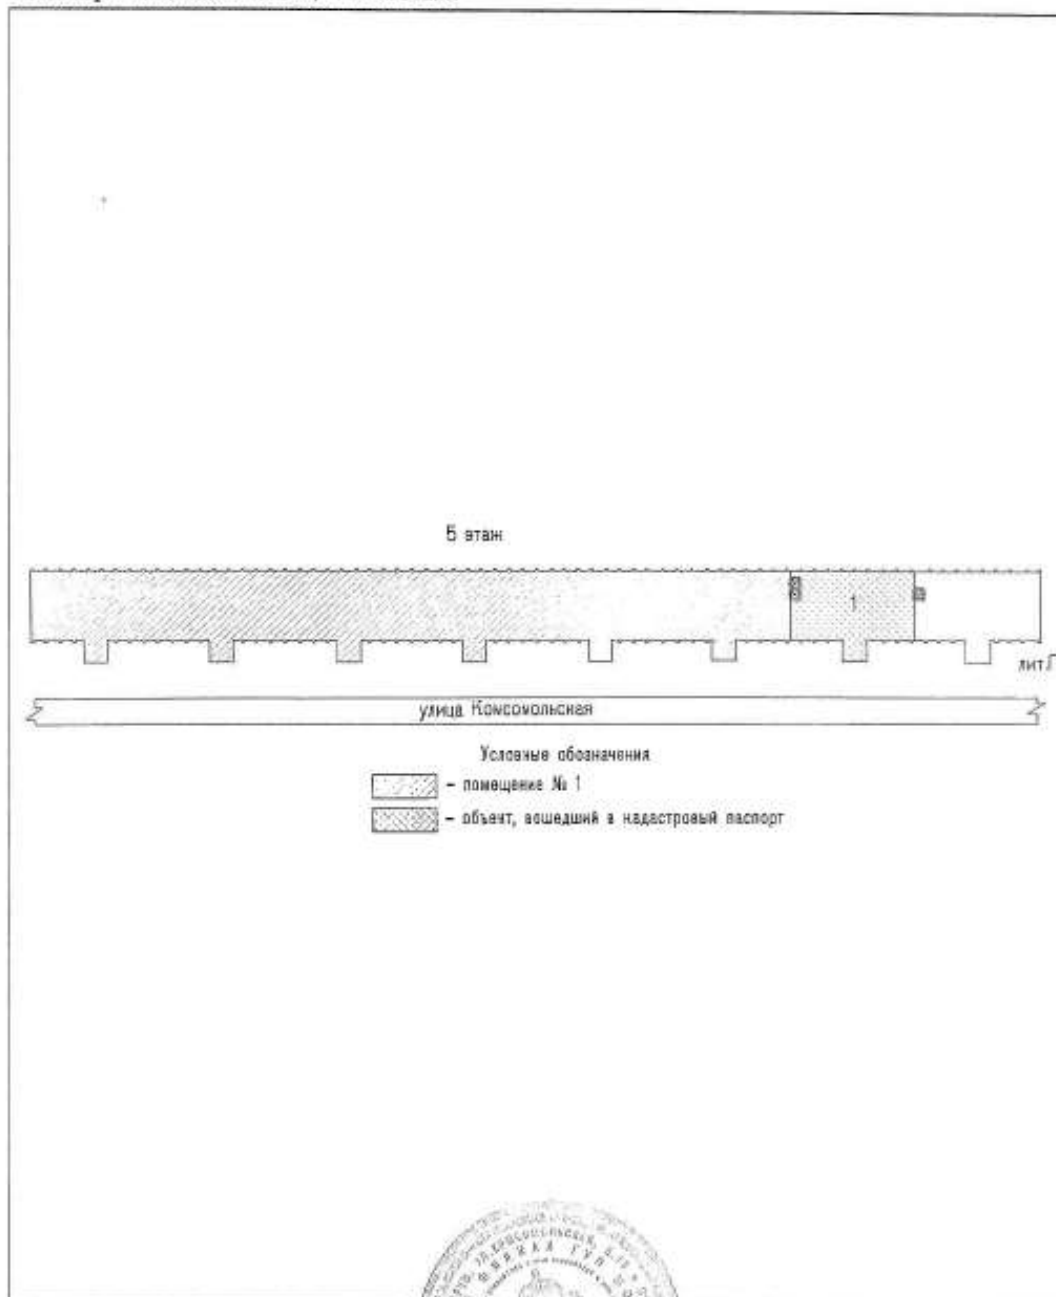 5 этаж
1
лит.Г
улица Комсомольская
Условные обозначения
- помещение № 1
- объект, вошедший в кадастровый паспорт